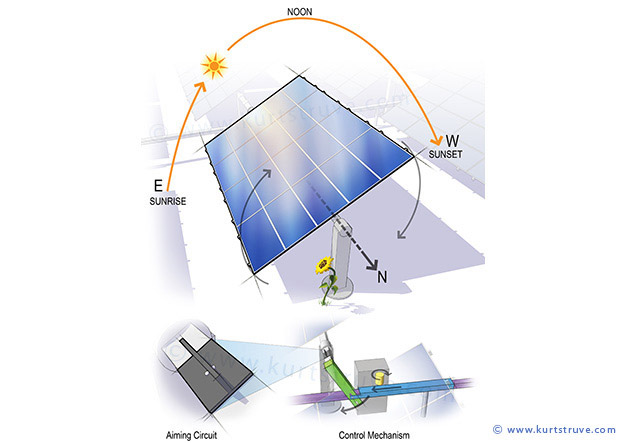 NOON
E
SUNRISE
W
SUNSET
N
Aiming Circuit
Control Mechanism
© www.kurtstruve.com